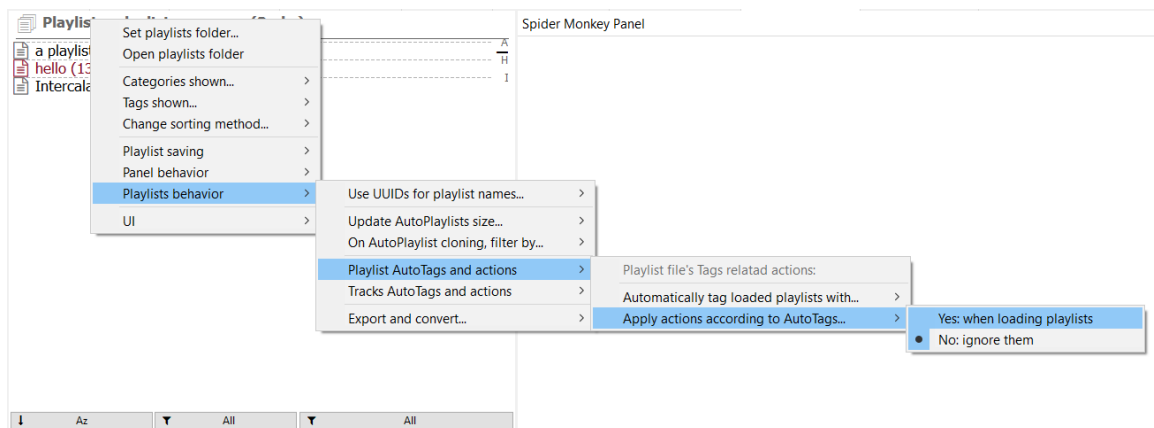 Playlis
a playlis
hello (13
Intercala
A
H
I
Spider Monkey Panel
Set playlists folder...
Open playlists folder
Categories shown...
Tags shown...
Change sorting method...
Playlist saving
Panel behavior
Playlists behavior
UI
Use UUIDs for playlist names...
Update AutoPlaylists size...
On AutoPlaylist cloning, filter by...
Playlist AutoTags and actions
Tracks AutoTags and actions
Export and convert...
Playlist file's Tags relatad actions:
Automatically tag loaded playlists with...
Apply actions according to AutoTags...
Yes: when loading playlists
No: ignore them
Az
All
All